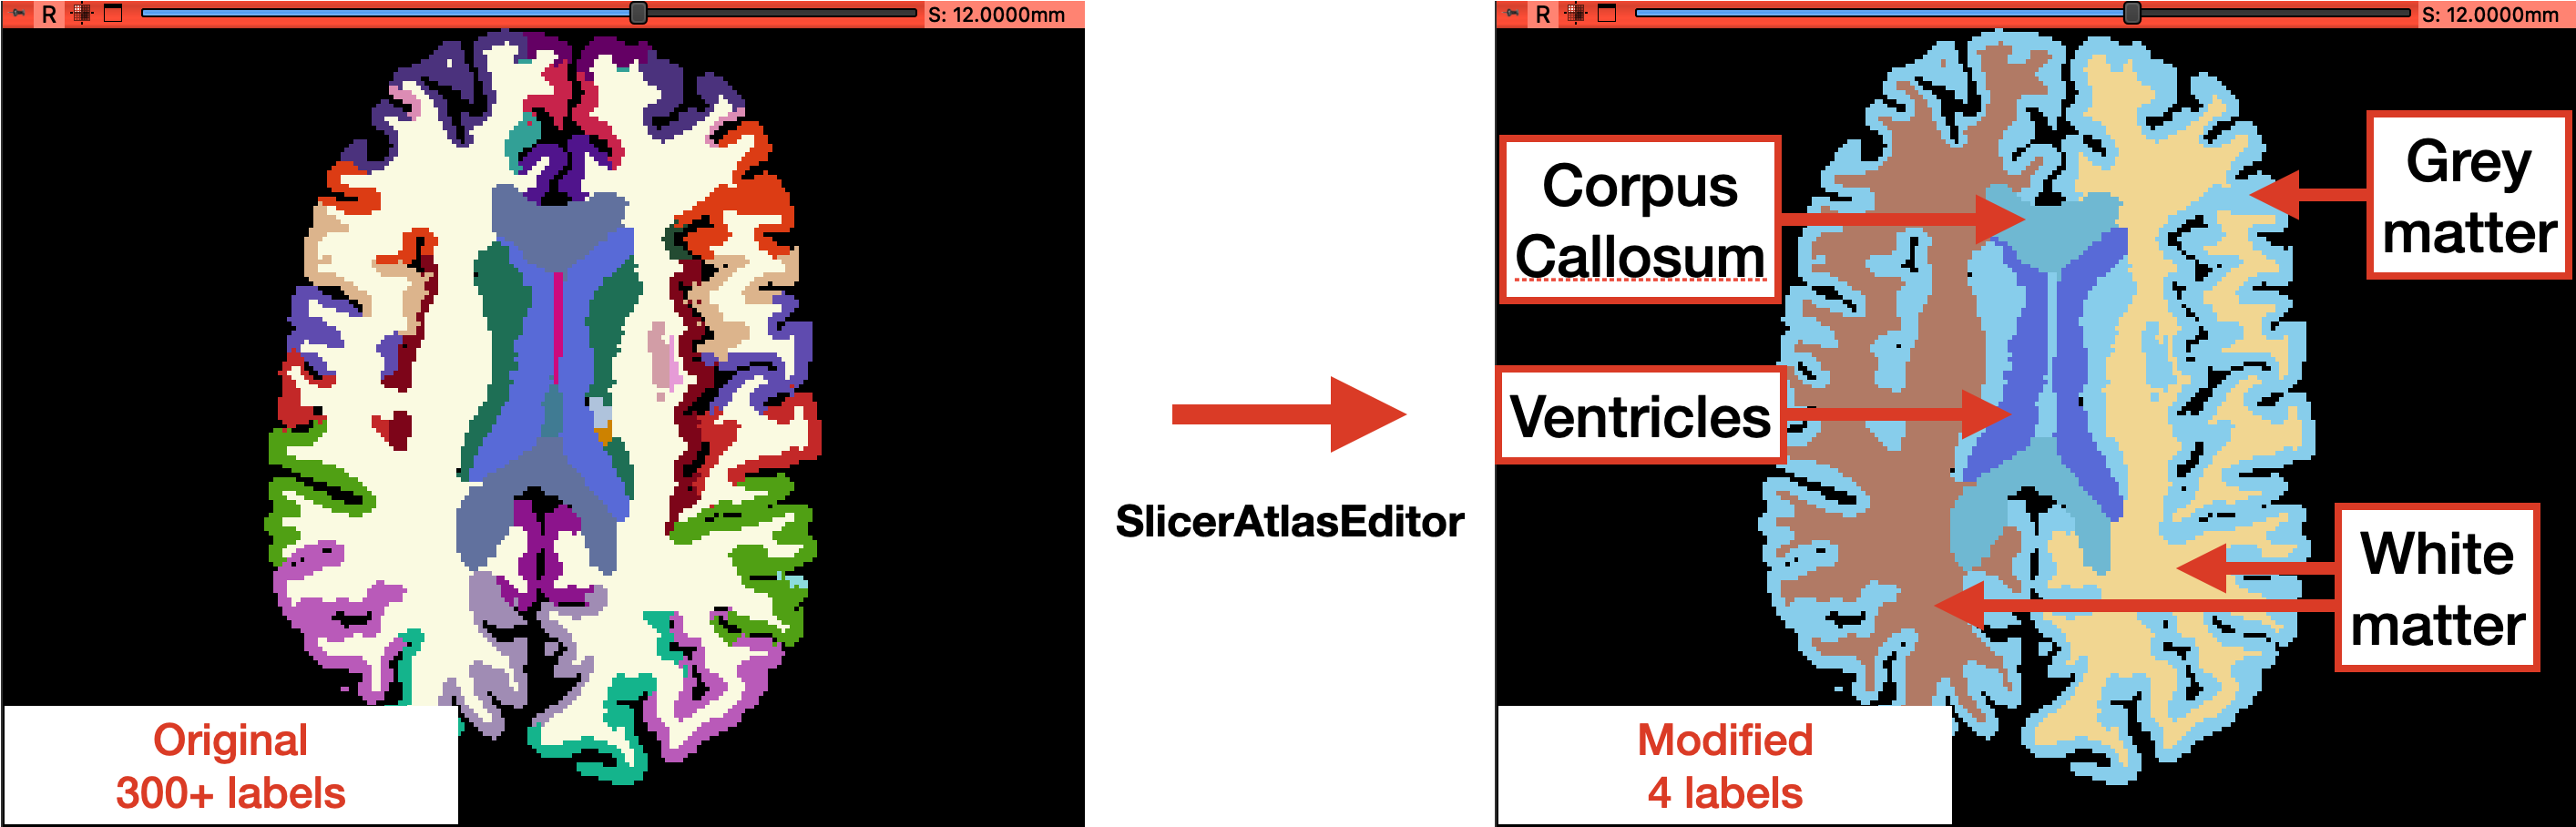 R
S: 12.0000mm
Original
300+ labels
SlicerAtlasEditor
R
S: 12.0000mm
Corpus
Callosum
Grey
matter
Ventricles
White
matter
Modified
4 labels